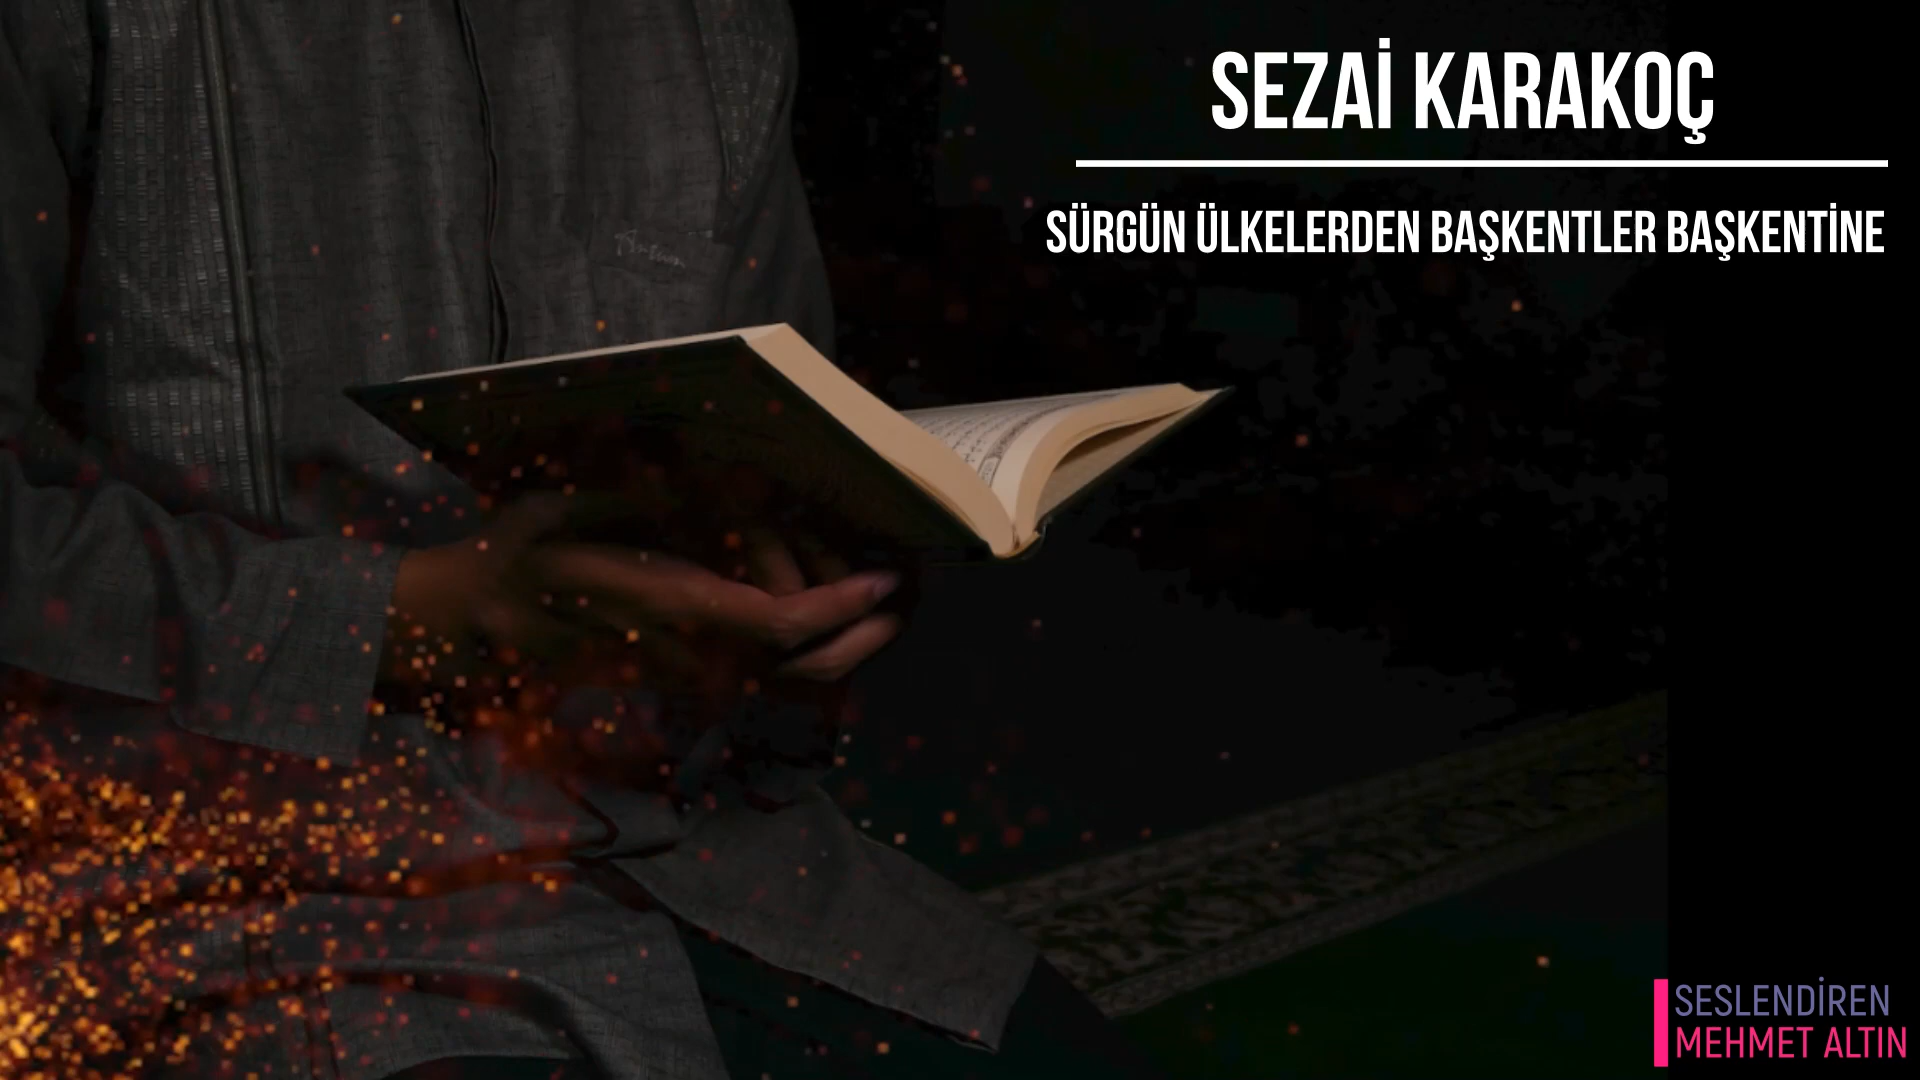 SEZAİ KARAKOÇ
SÜRGÜN ÜLKELERDEN BAŞKENTLER BAŞKENTİNE
SESLENDİREN
MEHMET ALTIN